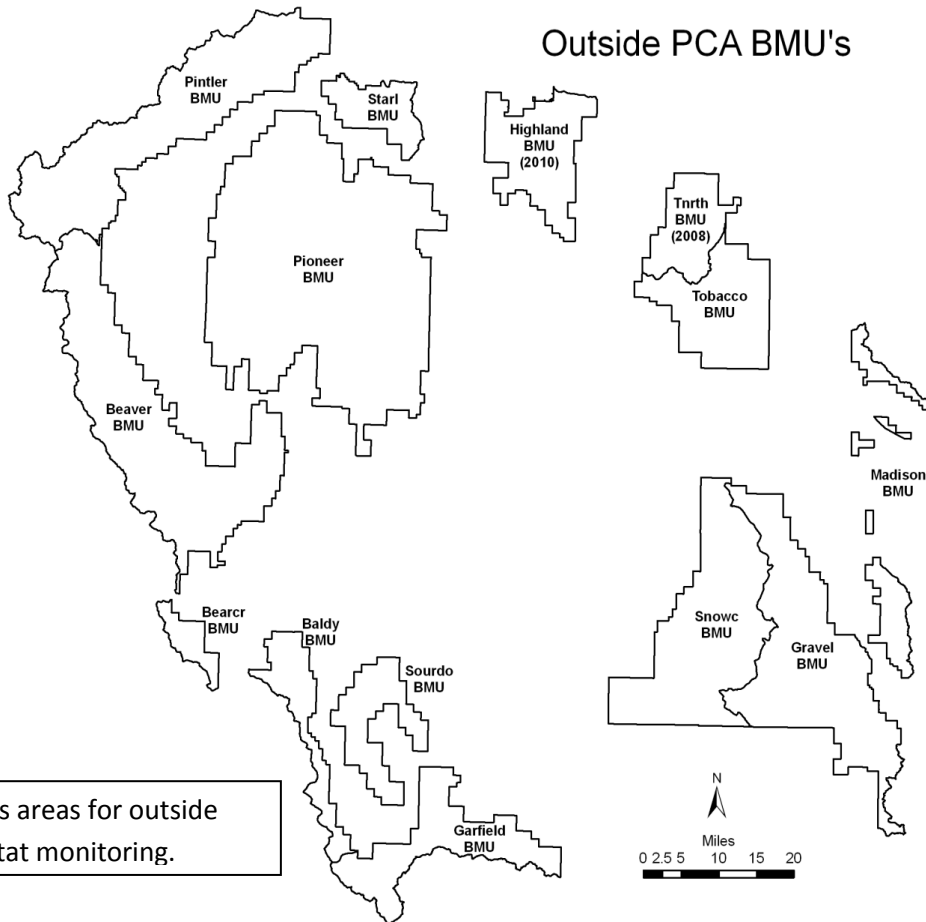 Outside PCA BMU's
Pintler
BMU
Starl
BMU
Highland
BMU
(2010)
Tnrth
BMU
(2008)
Pioneer
BMU
Tobacco
BMU
Beaver
BMU
Madison
BMU
Bearcr
BMU
Baldy
BMU
Snowc
BMU
Gravel
BMU
Sourdo
BMU
Garfield
BMU
s areas for outside
tat monitoring.
N
Miles
0 2.5 5 10 15 20